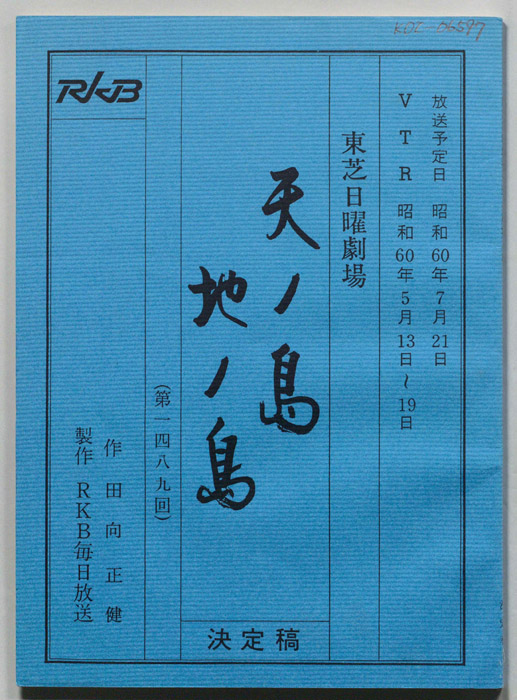 KOI-06597
放送予定日 昭和60年7月21日
VTR 昭和60年5月13日~19日
東芝日曜劇場
天ノ島
地ノ島
(第一四八九回)
決定稿
作 田向正健
製作 RKB毎日放送
RKB